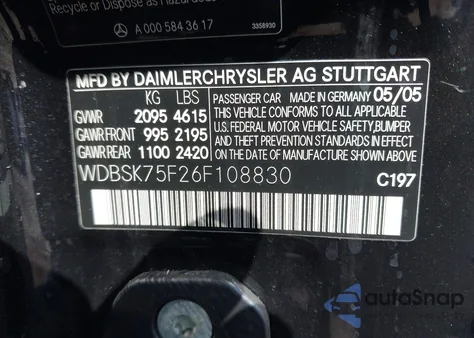 Recycle or Dispose as Hazardous
A 000 584 36 17
3358930
MFD BY DAIMLERCHRYSLER AG STUTTGART
KG LBS
GVWR 2095 4615
GAWR FRONT 995 2195
GAWR REAR 1100 2420
PASSENGER CAR MADE IN GERMANY 05/05
THIS VEHICLE CONFORMS TO ALL APPLICABLE
U.S. FEDERAL MOTOR VEHICLE SAFETY, BUMPER
AND THEFT PREVENTION STANDARDS IN
EFFECT ON THE DATE OF MANUFACTURE
SHOWN ABOVE
WDBSK75F26F108830
C197
autoSnap